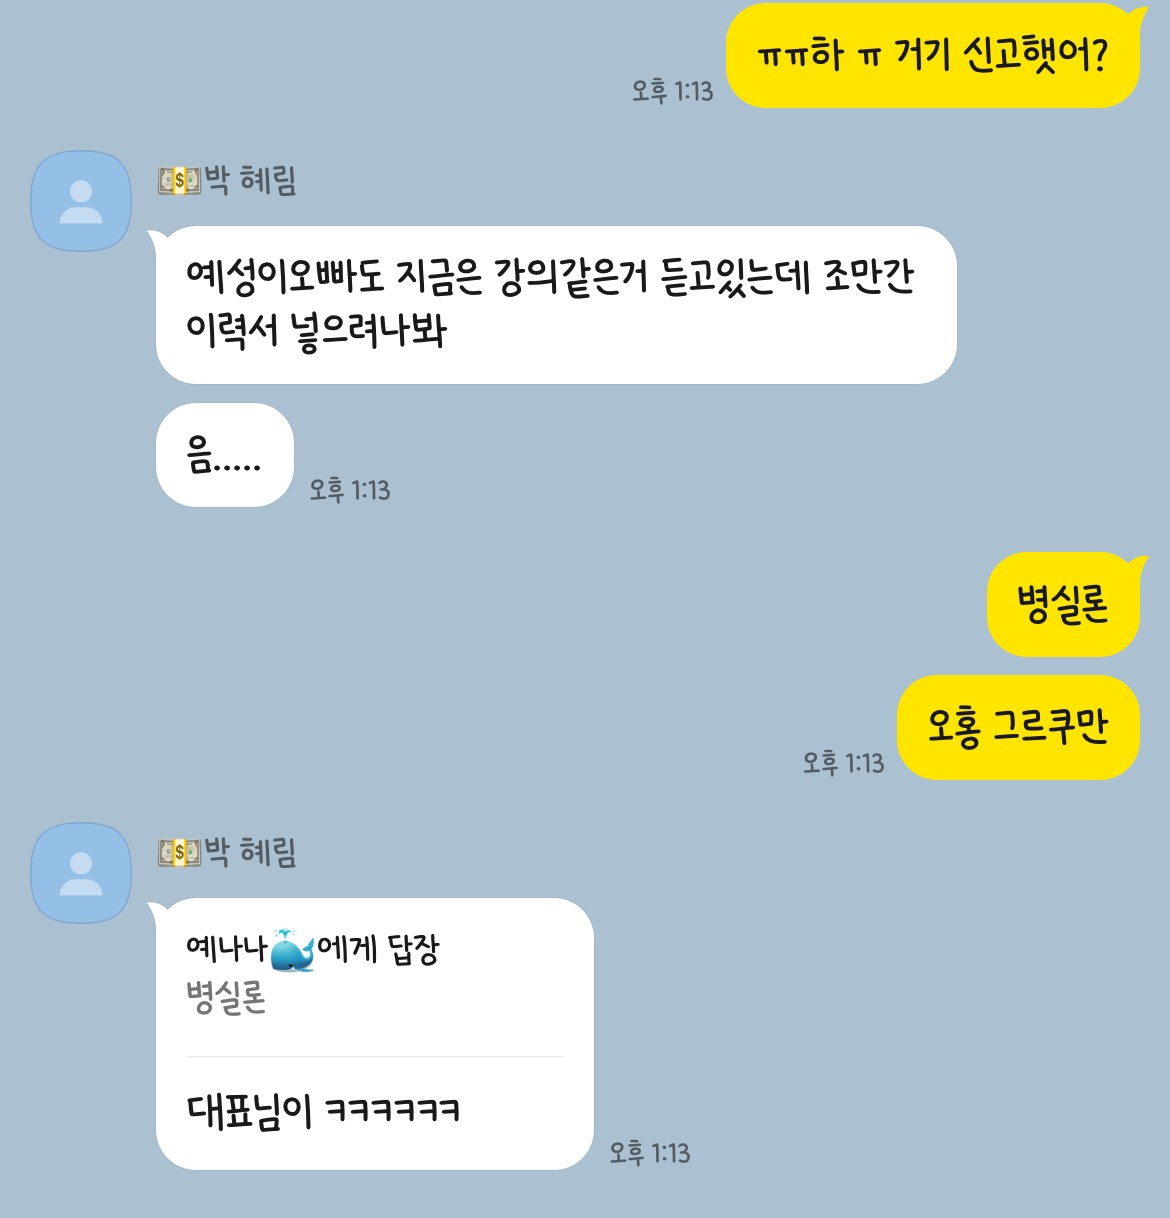 ㅠㅠ하 ㅠ 거기 신고햇어?
오후 1:13
💵박 혜림
예성이오빠도 지금은 강의같은거 듣고있는데 조만간
이력서 넣으려나봐
음.....
오후 1:13
병실론
오홍 그르쿠만
오후 1:13
💵박 혜림
예나나🐳에게 답장
병실론
대표님이 ㅋㅋㅋㅋㅋㅋ
오후 1:13